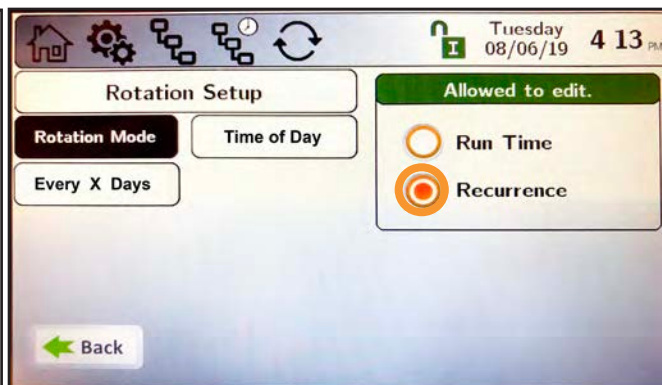 I
Tuesday
08/06/19
4 13 PM
Rotation Setup
Allowed to edit.
Rotation Mode
Time of Day
Run Time
Every X Days
Recurrence
Back